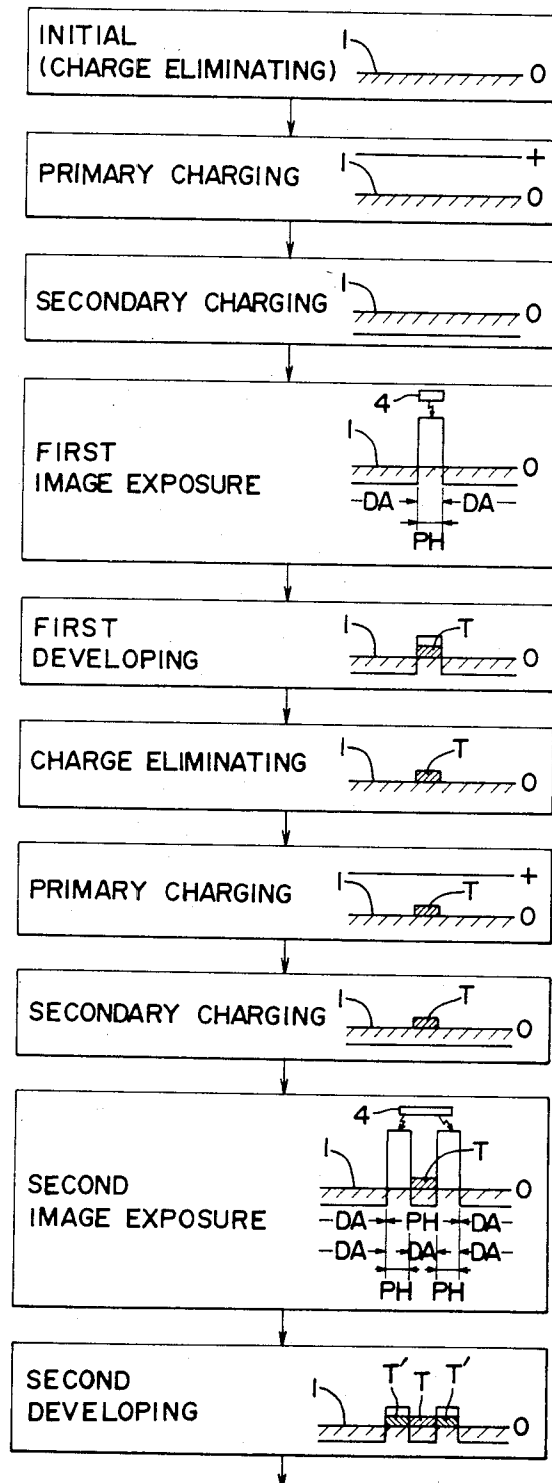 INITIAL
(CHARGE ELIMINATING)
1
0
PRIMARY CHARGING
1
+
0
SECONDARY CHARGING
1
0
FIRST
IMAGE EXPOSURE
4
1
0
DA DA
PH
FIRST
DEVELOPING
1
T
0
CHARGE ELIMINATING
1
T
0
PRIMARY CHARGING
1
T
+
0
SECONDARY CHARGING
1
T
0
SECOND
IMAGE EXPOSURE
4
1
T
0
DA PH DA
DA DA DA
PH PH
SECOND
DEVELOPING
1
T' T T'
0